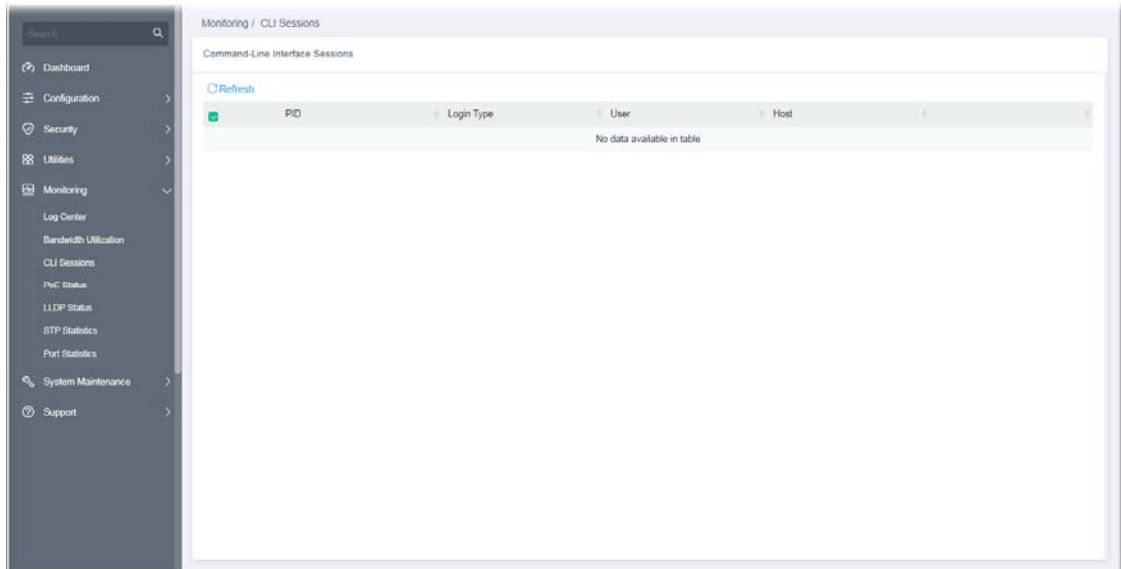 Search
Dashboard
Configuration
Security
Utilities
Monitoring
Log Center
Bandwidth Utilization
CLI Sessions
PoE Status
LLDP Status
STP Statistics
Port Statistics
System Maintenance
Support
Monitoring / CLI Sessions
Command-Line Interface Sessions
Refresh
PID Login Type User Host
No data available in table